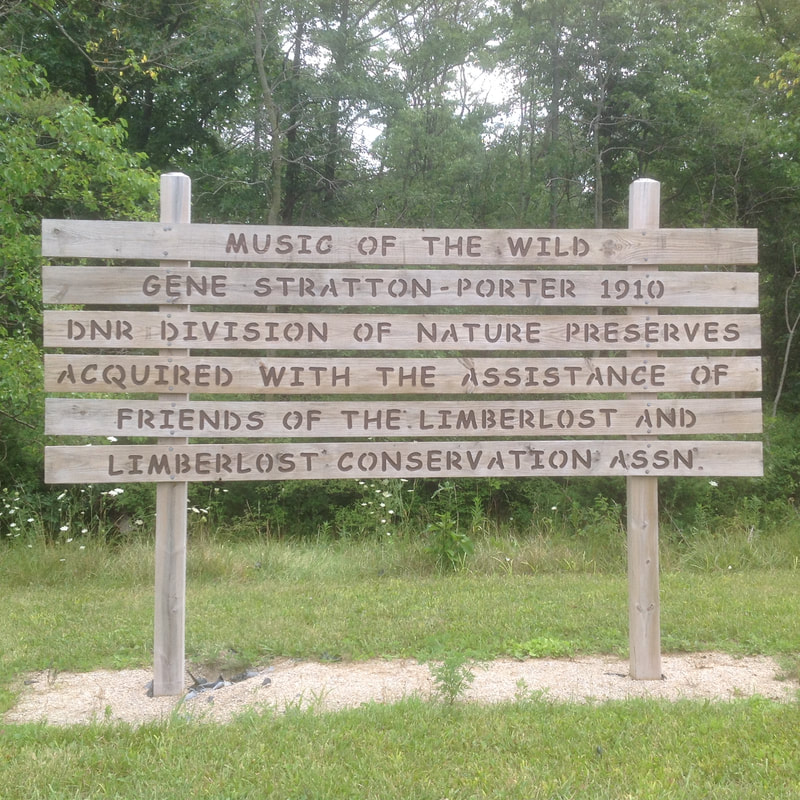 MUSIC OF THE WILD
GENE STRATTON-PORTER 1910
DNR DIVISION OF NATURE PRESERVES
ACQUIRED WITH THE ASSISTANCE OF
FRIENDS OF THE LIMBERLOST AND
LIMBERLOST CONSERVATION ASSN.